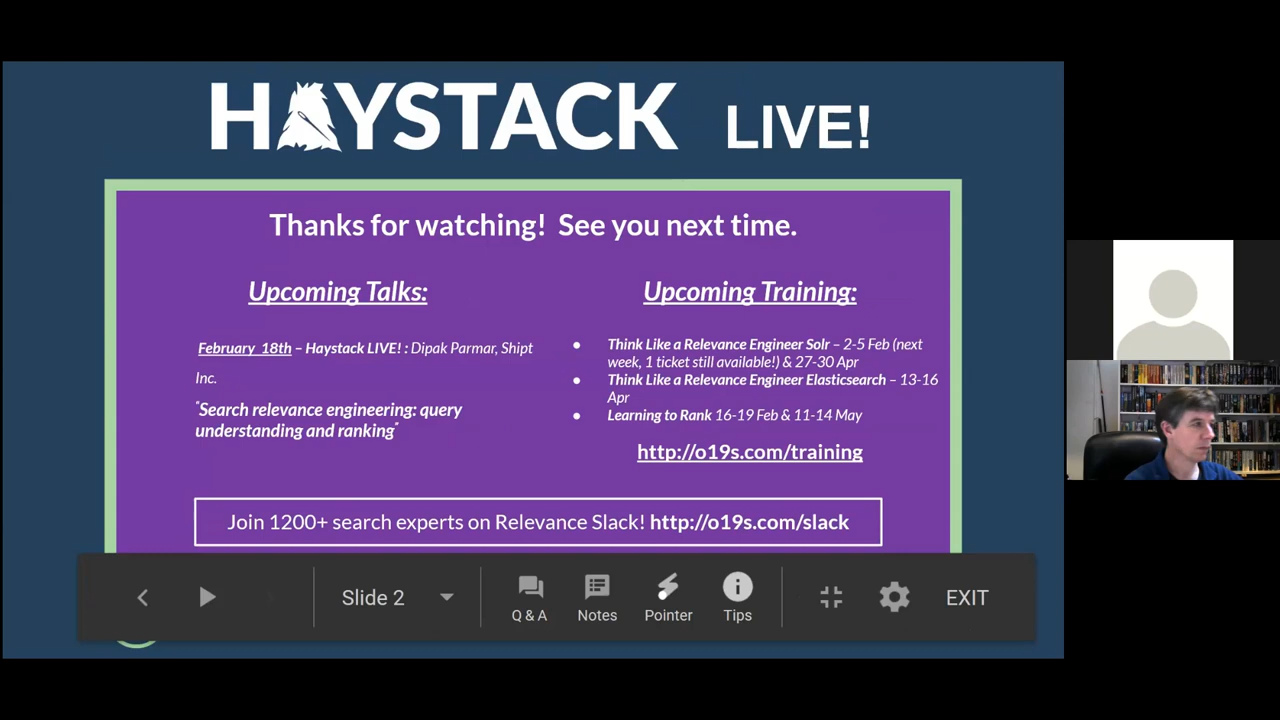 HAYSTACK LIVE!
Thanks for watching! See you next time.
Upcoming Talks:
February 18th – Haystack LIVE! : Dipak Parmar, Shipt
Inc.
"Search relevance engineering: query
understanding and ranking"
Upcoming Training:
● Think Like a Relevance Engineer Solr – 2-5 Feb (next
week, 1 ticket still available!) & 27-30 Apr
● Think Like a Relevance Engineer Elasticsearch – 13-16
Apr
● Learning to Rank 16-19 Feb & 11-14 May
http://o19s.com/training
Join 1200+ search experts on Relevance Slack! http://o19s.com/slack
Slide 2
Q & A
Notes
Pointer
Tips
EXIT